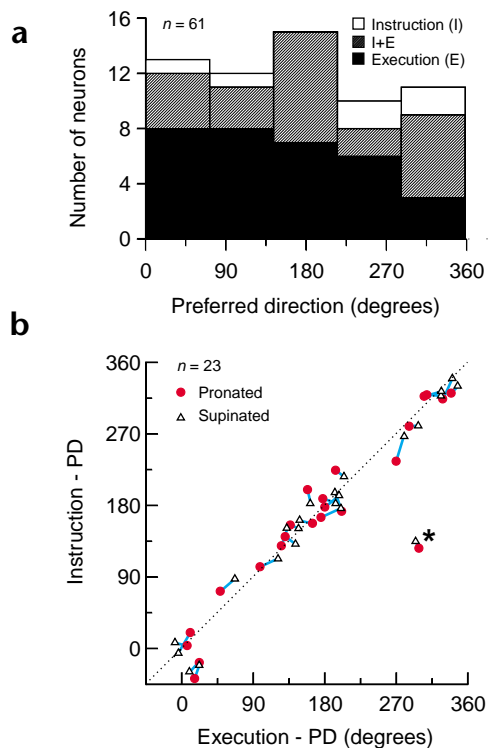 a
n = 61
Instruction (I)
I+E
Execution (E)
Number of neurons
16
12
8
4
0
0 90 180 270 360
Preferred direction (degrees)
b
n = 23
Pronated
Supinated
Instruction - PD
360
270
180
90
0
*
0 90 180 270 360
Execution - PD (degrees)